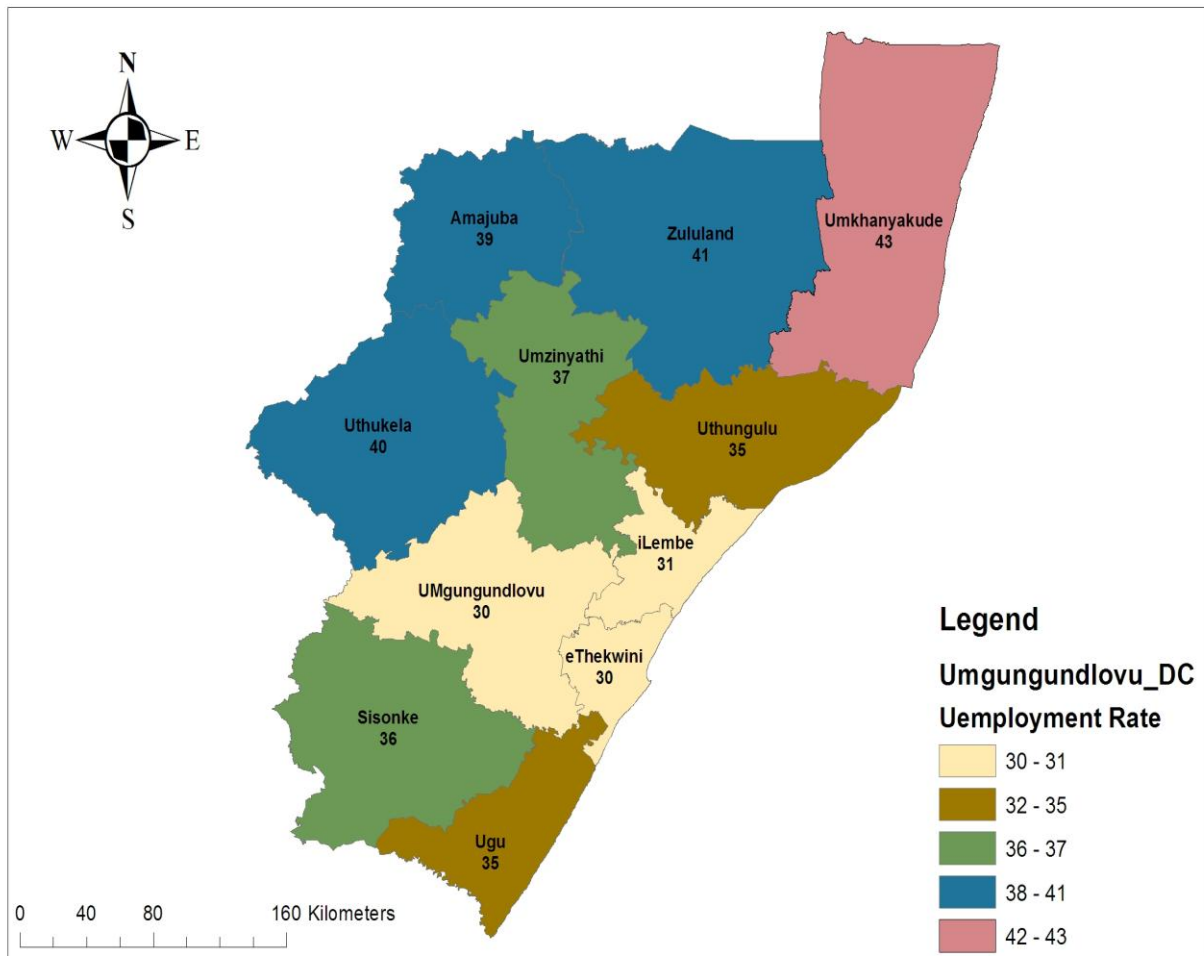 N
W E
S
Amajuba
39
Zululand
41
Umkhanyakude
43
Umzinyathi
37
Uthukela
40
Uthungulu
35
iLembe
31
UMgungundlovu
30
eThekwini
30
Sisonke
36
Ugu
35
Legend
Umgungundlovu_DC
Uemployment Rate
30 - 31
32 - 35
36 - 37
38 - 41
42 - 43
0 40 80 160 Kilometers